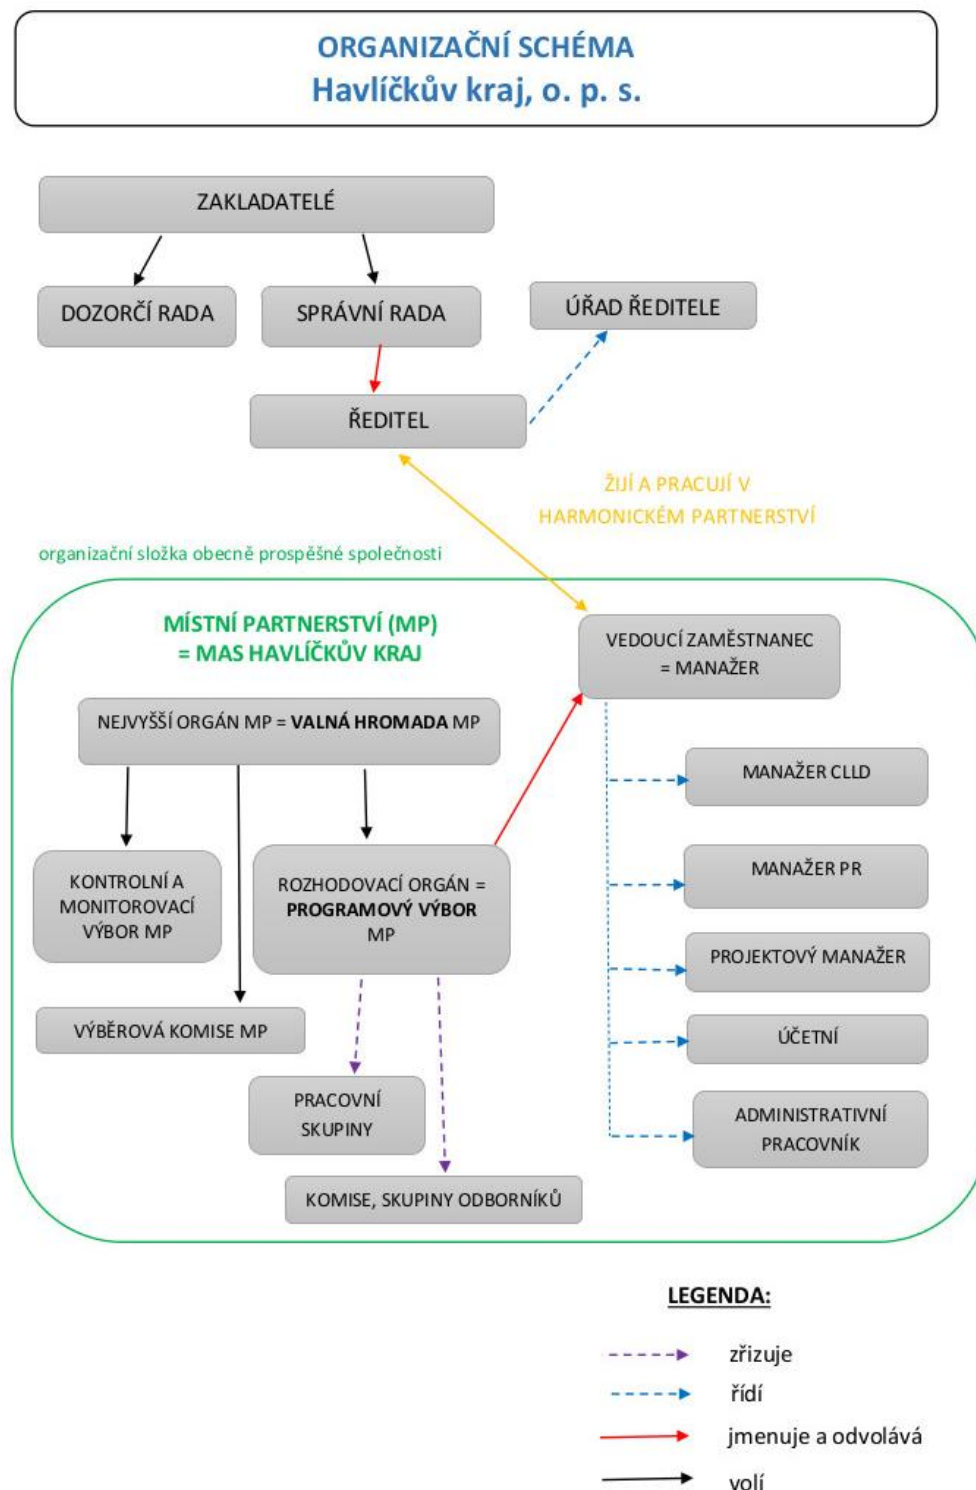 ORGANIZAČNÍ SCHÉMA
Havlíčkův kraj, o. p. s.
ZAKLADATELÉ
DOZORČÍ RADA
SPRÁVNÍ RADA
ÚŘAD ŘEDITELE
ŘEDITEL
ŽIJÍ A PRACUJÍ V
HARMONICKÉM PARTNERSTVÍ
organizační složka obecně prospěšné společnosti
MÍSTNÍ PARTNERSTVÍ (MP)
= MAS HAVLÍČKŮV KRAJ
VEDOUCÍ ZAMĚSTNANEC
= MANAŽER
NEJVYŠŠÍ ORGÁN MP = VALNÁ HROMADA MP
MANAŽER CLLD
KONTROLNÍ A
MONITOROVACÍ
VÝBĚR MP
ROZHODOVACÍ ORGÁN =
PROGRAMOVÝ VÝBOR
MP
MANAŽER PR
PROJEKTOVÝ MANAŽER
VÝBĚROVÁ KOMISE MP
ÚČETNÍ
PRACOVNÍ
SKUPINY
ADMINISTRATIVNÍ
PRACOVNÍK
KOMISE, SKUPINY ODBORNÍKŮ
LEGENDA:
zřizuje
řídí
jmenuje a odvolává
volí